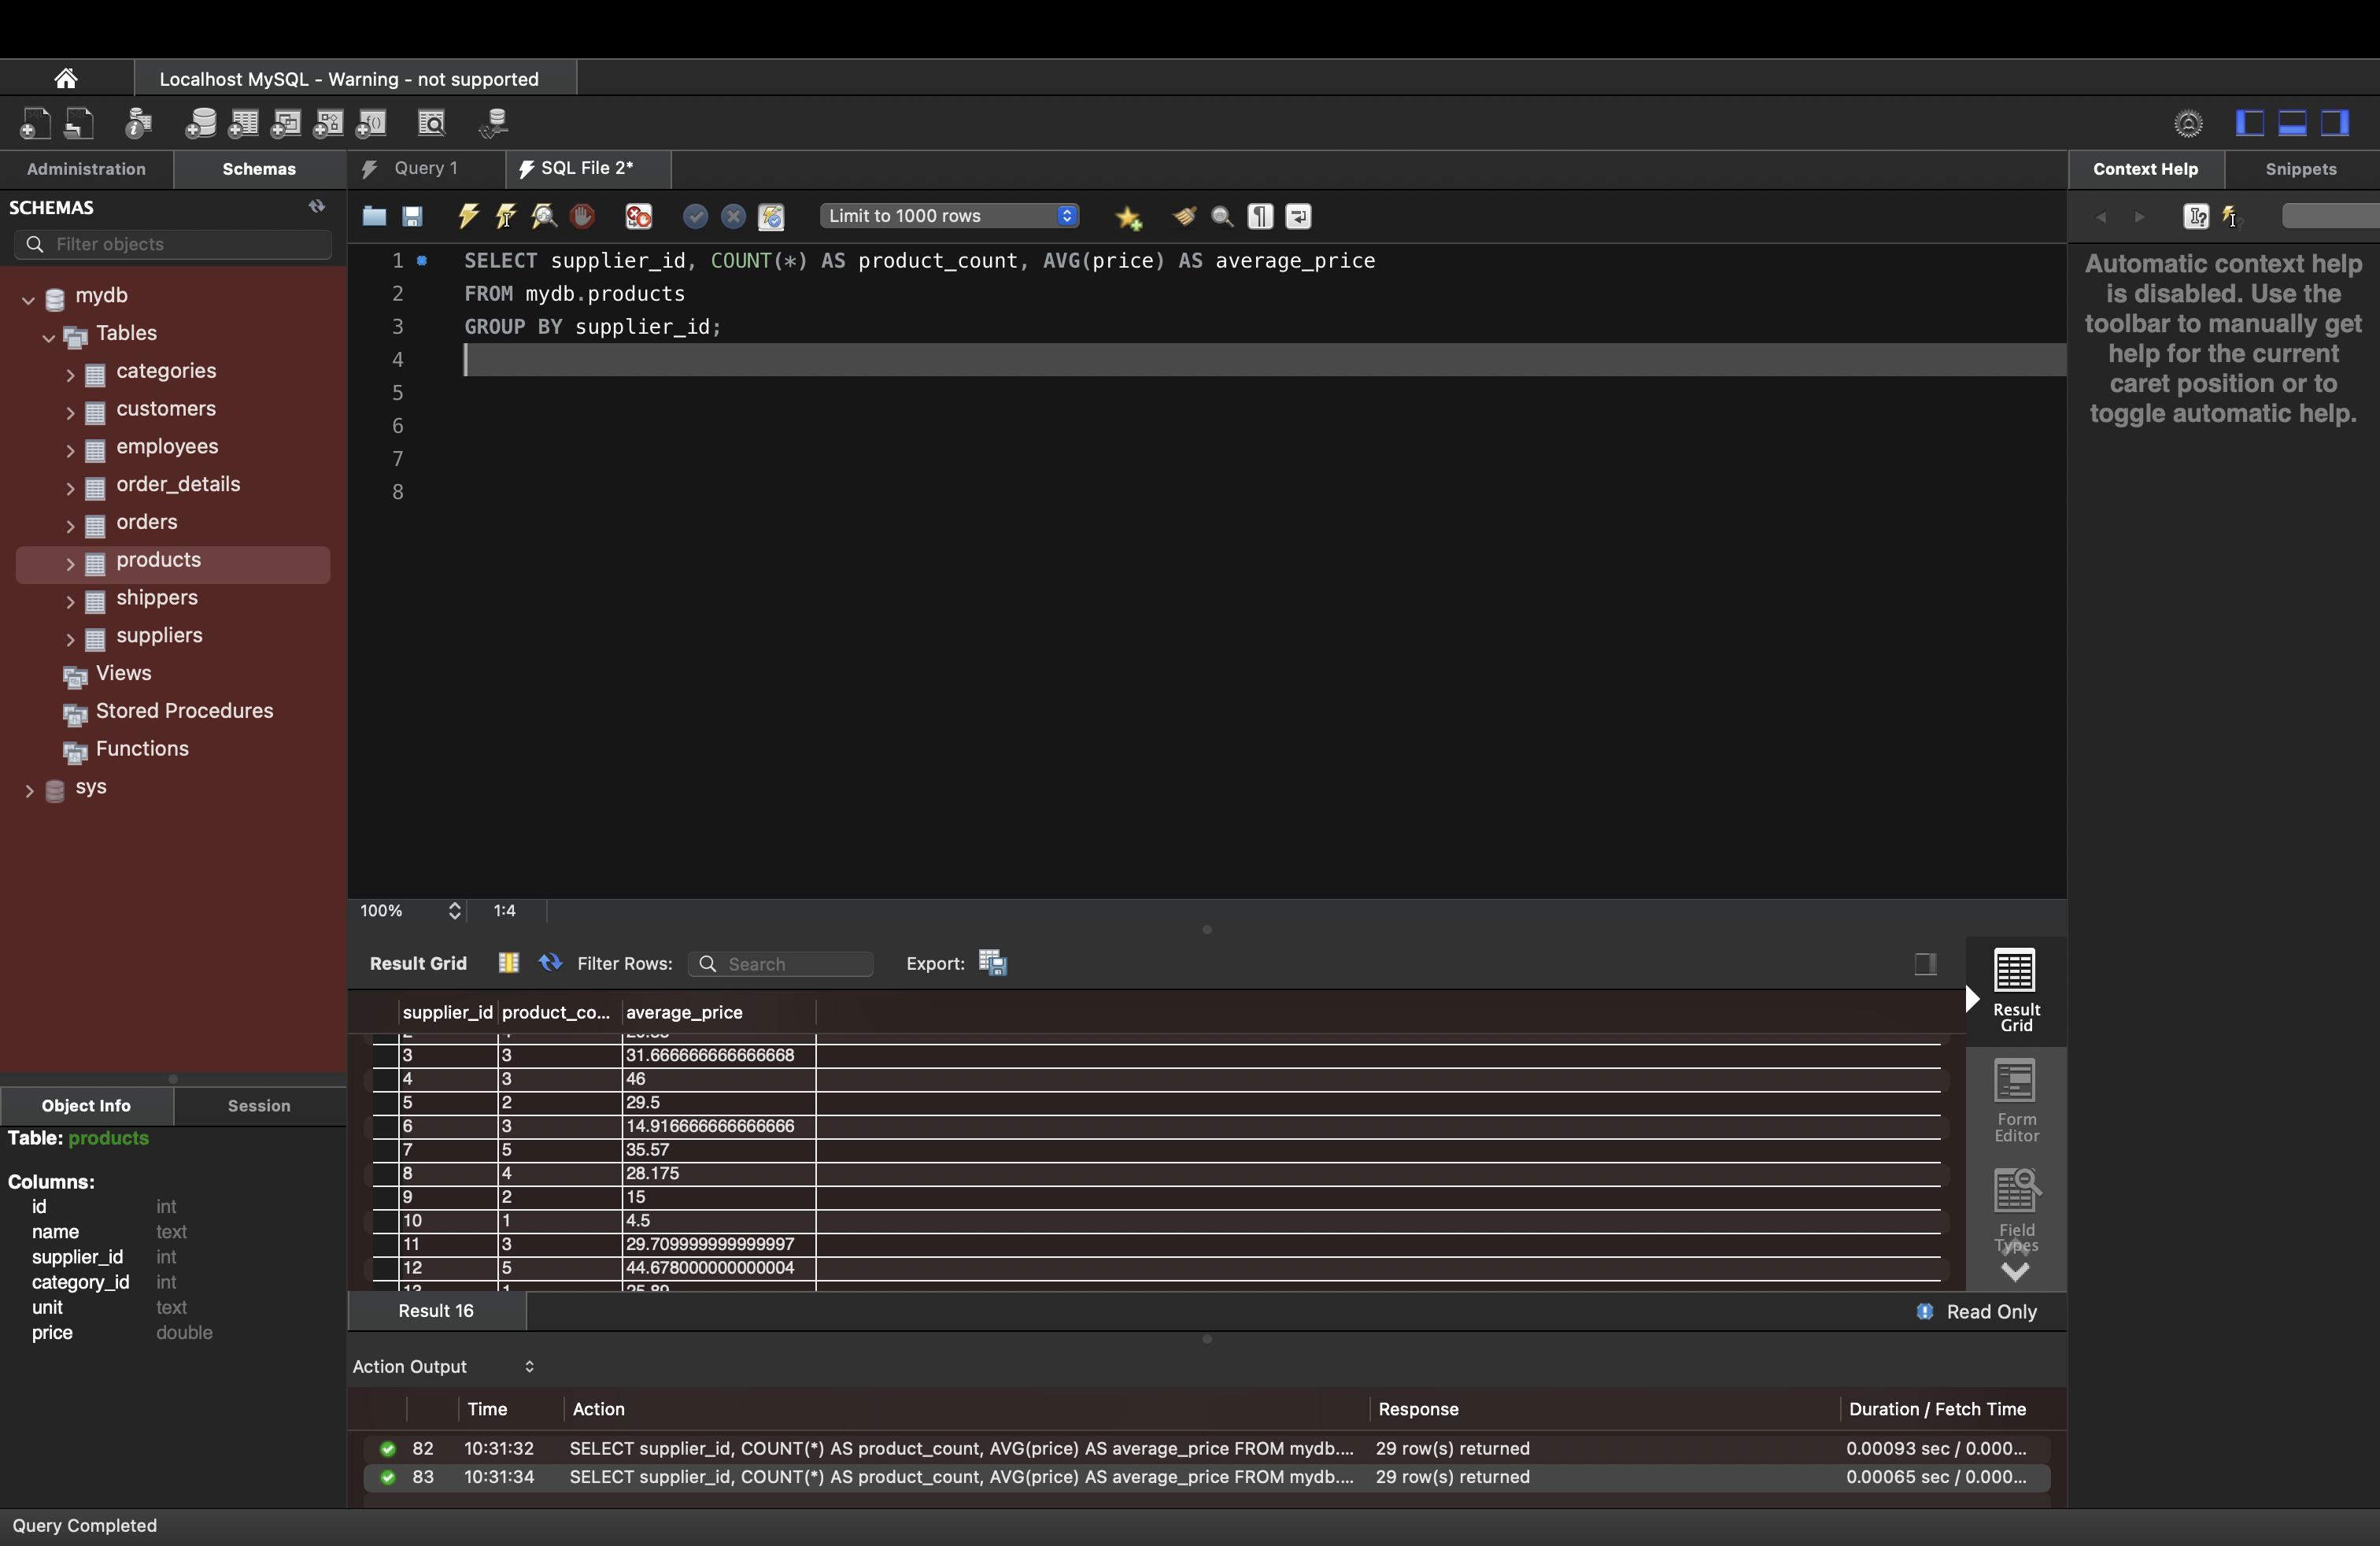 Localhost MySQL - Warning - not supported
Administration
Schemas
Query 1
SQL File 2*
Context Help
Snippets
SCHEMAS
Filter objects
Limit to 1000 rows
mydb
Tables
categories
customers
employees
order_details
orders
products
shippers
suppliers
Views
Stored Procedures
Functions
sys
1 SELECT supplier_id, COUNT(*) AS product_count, AVG(price) AS average_price
2 FROM mydb.products
3 GROUP BY supplier_id;
4
5
6
7
8
Automatic context help
is disabled. Use the
toolbar to manually get
help for the current
caret position or to
toggle automatic help.
100% 1:4
Result Grid Filter Rows: Search Export:
supplier_id product_co... average_price
3 3 31.666666666666668
4 3 46
5 2 29.5
6 3 14.916666666666666
7 5 35.57
8 4 28.175
9 2 15
10 1 4.5
11 3 29.709999999999997
12 5 44.678000000000004
Result
Grid
Form
Editor
Field
Types
Result 16
Read Only
Object Info
Session
Table: products
Columns:
id int
name text
supplier_id int
category_id int
unit text
price double
Action Output
Time Action Response Duration / Fetch Time
82 10:31:32 SELECT supplier_id, COUNT(*) AS product_count, AVG(price) AS average_price FROM mydb.... 29 row(s) returned 0.00093 sec / 0.000...
83 10:31:34 SELECT supplier_id, COUNT(*) AS product_count, AVG(price) AS average_price FROM mydb.... 29 row(s) returned 0.00065 sec / 0.000...
Query Completed